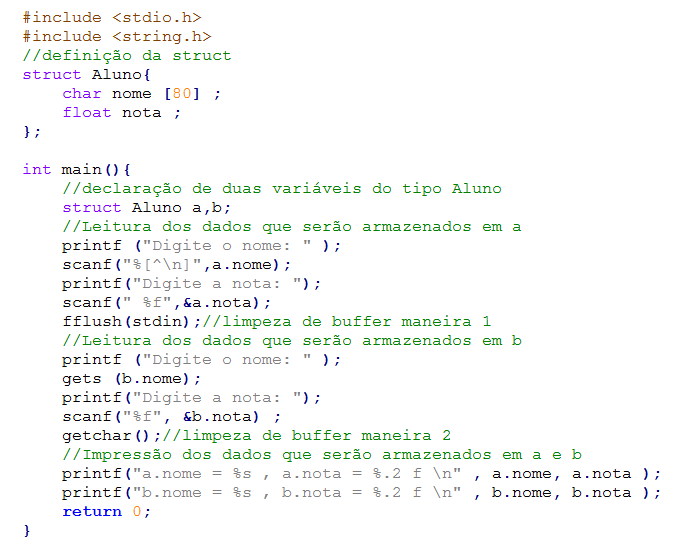 #include <stdio.h>
#include <string.h>
//definição da struct
struct Aluno{
    char nome [80] ;
    float nota ;
};

int main(){
    //declaração de duas variáveis do tipo Aluno
    struct Aluno a,b;
    //Leitura dos dados que serão armazenados em a
    printf ("Digite o nome: " );
    scanf("%[^\n]",a.nome);
    printf("Digite a nota: ");
    scanf(" %f",&a.nota);
    fflush(stdin);//limpeza de buffer maneira 1
    //Leitura dos dados que serão armazenados em b
    printf ("Digite o nome: " );
    gets (b.nome);
    printf("Digite a nota: ");
    scanf("%f", &b.nota) ;
    getchar();//limpeza de buffer maneira 2
    //Impressão dos dados que serão armazenados em a e b
    printf("a.nome = %s , a.nota = %.2 f \n" , a.nome, a.nota );
    printf("b.nome = %s , b.nota = %.2 f \n" , b.nome, b.nota );
    return 0;
}